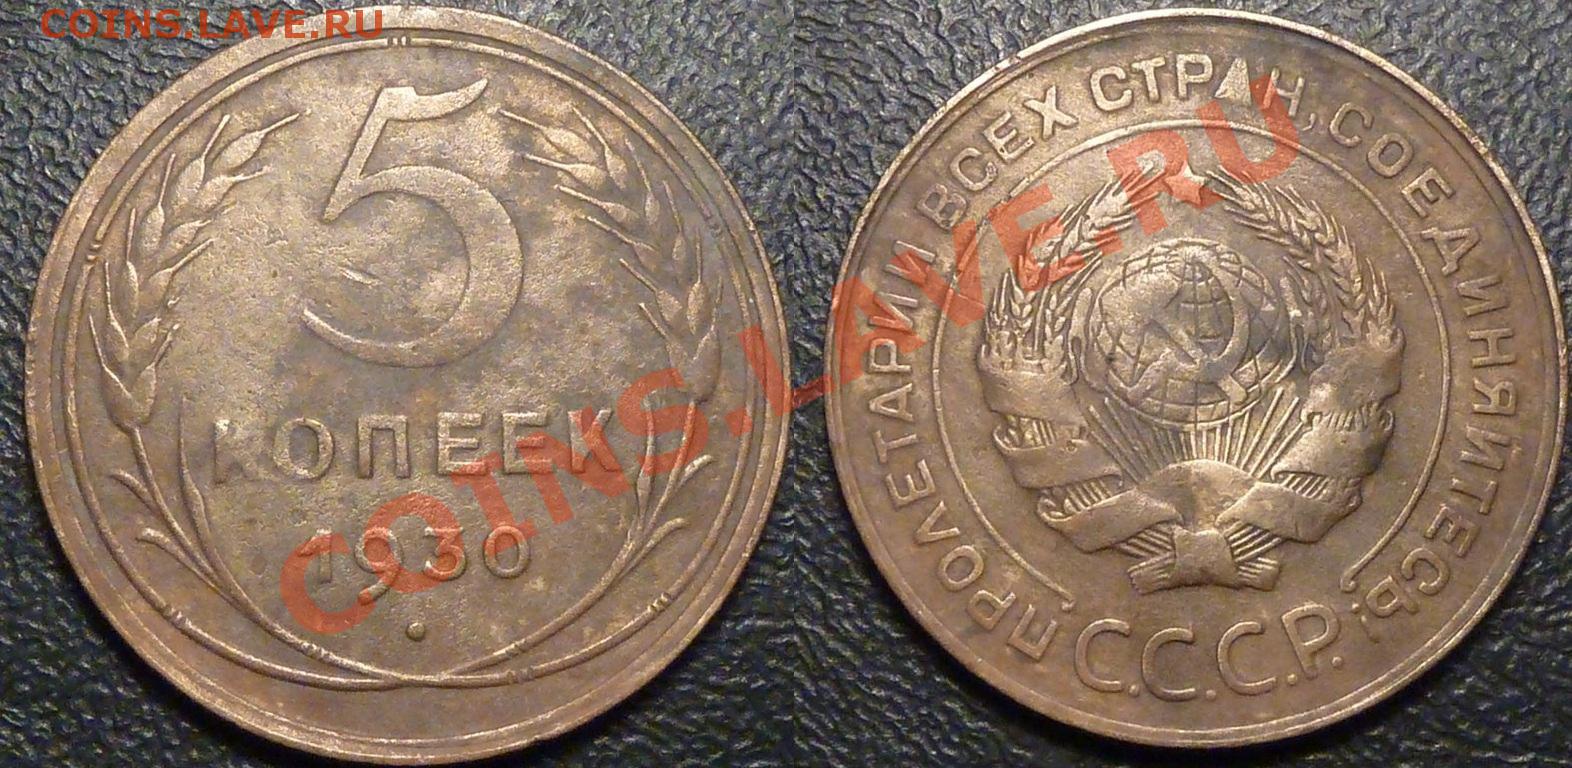 COINS.LAVE.RU
5
КОПЕЕК
1930
ПРОЛЕТАРИИ ВСЕХ СТРАН, СОЕДИНЯЙТЕСЬ!
С.С.С.Р.
COINS.LAVE.RU